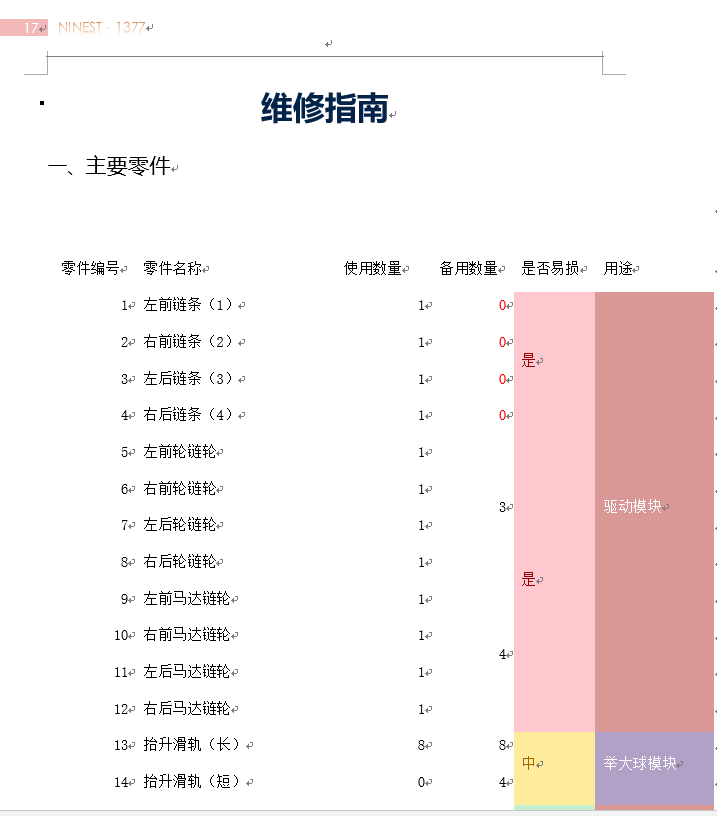 17 NINEST - 1377
维修指南
一、主要零件
零件编号 零件名称 使用数量 备用数量 是否易损 用途
1 左前链条（1） 1 0
2 右前链条（2） 1 0
是
3 左后链条（3） 1 0
4 右后链条（4） 1 0
5 左前轮链轮 1
6 右前轮链轮 1
3 驱动模块
7 左后轮链轮 1
8 右后轮链轮 1
是
9 左前马达链轮 1
10 右前马达链轮 1
4
11 左后马达链轮 1
12 右后马达链轮 1
13 抬升滑轨（长） 8 8
中 举大球模块
14 抬升滑轨（短） 0 4